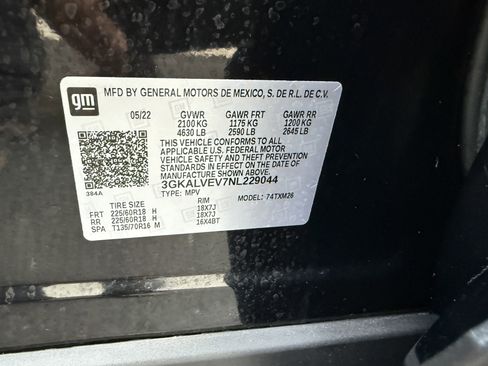 gm
MFD BY GENERAL MOTORS DE MEXICO, S. DE R.L. DE C.V.
05/22 GVWR GAWR FRT GAWR RR
2100 KG 1175 KG 1200 KG
4630 LB 2590 LB 2645 LB
THIS VEHICLE CONFORMS TO ALL
APPLICABLE U.S. FEDERAL MOTOR
VEHICLE SAFETY AND THEFT PREVENTION
STANDARDS IN EFFECT ON THE DATE OF
MANUFACTURE SHOWN ABOVE.
384A 3GKALVEV7NL229044
TYPE: MPV MODEL: 74TXM26
TIRE SIZE RIM
FRT 225/60R18 H 18X7J
RR 225/60R18 H 18X7J
SPA T135/70R16 M 16X4BT